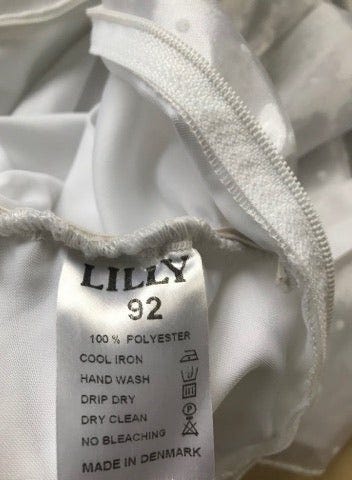 LILLY
92
100 % POLYESTER
COOL IRON
HAND WASH
DRIP DRY
DRY CLEAN
NO BLEACHING
MADE IN DENMARK